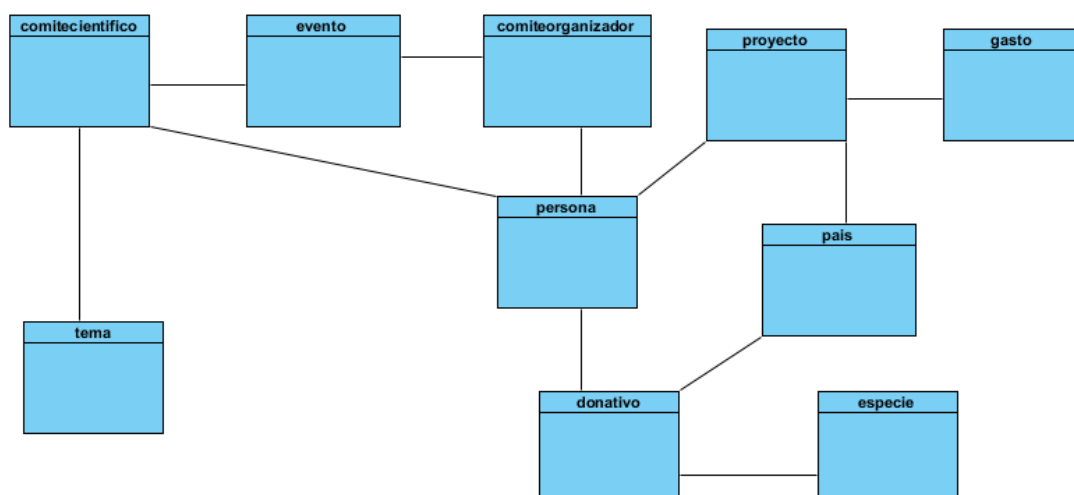 comitecientifico
evento
comiteorganizador
proyecto
gasto
persona
pais
tema
donativo
especie